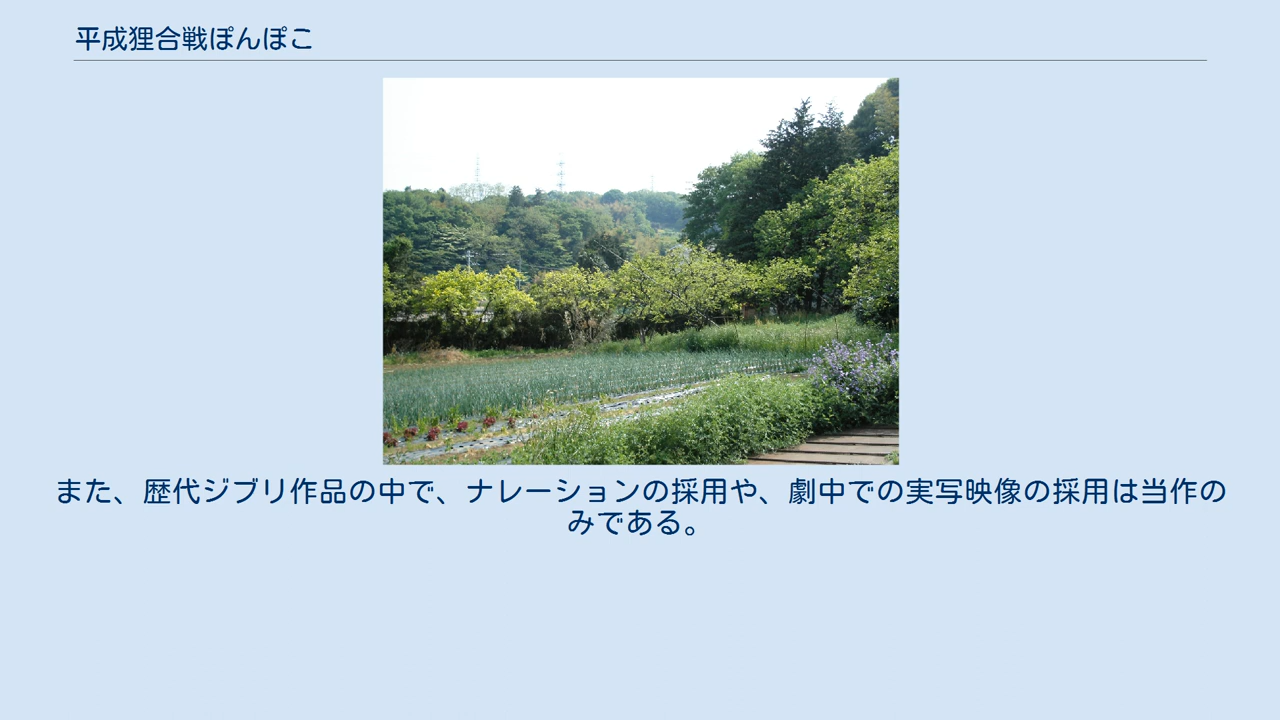 平成狸合戦ぽんぽこ
また、歴代ジブリ作品の中で、ナレーションの採用や、劇中での実写映像の採用は当作の
みである。